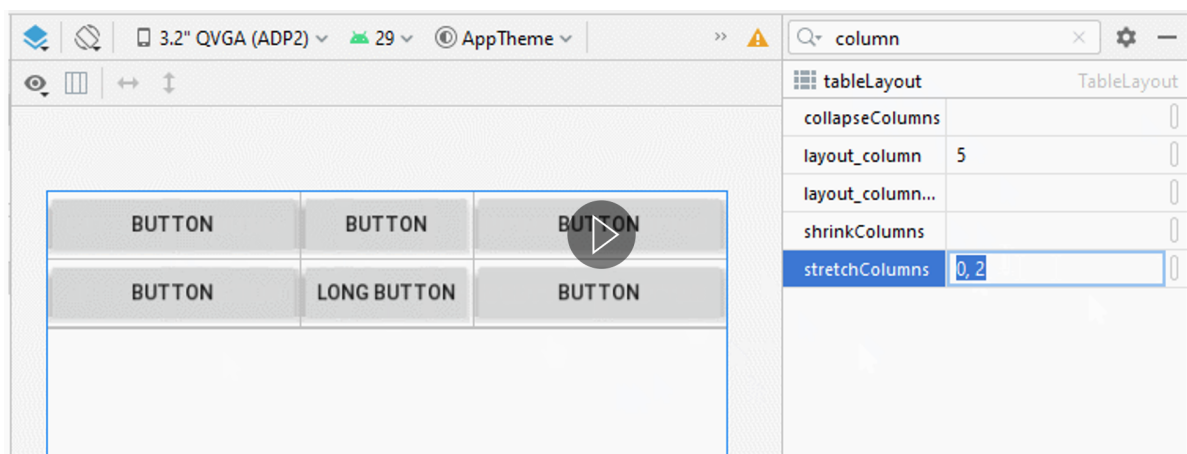 3.2" QVGA (ADP2) 29 AppTheme
column
tableLayout TableLayout
collapseColumns
layout_column 5
layout_column...
shrinkColumns
stretchColumns 0, 2
BUTTON BUTTON BUTTON
BUTTON LONG BUTTON BUTTON